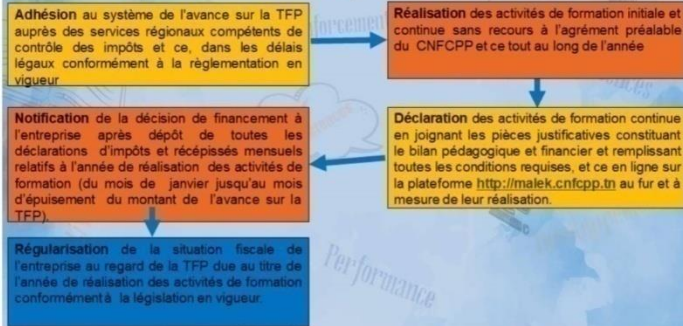 Adhésion au système de l'avance sur la TFP
auprès des services régionaux compétents de
contrôle des impôts et ce, dans les délais
légaux conformément à la règlementation en
vigueur
Réalisation des activités de formation initiale et
continue sans recours à l'agrément préalable
du CNFCPP et ce tout au long de l'année
Déclaration des activités de formation continue
en joignant les pièces justificatives constituant
le bilan pédagogique et financier et remplissant
toutes les conditions requises, et ce en ligne sur
la plateforme http://malek.cnfcpp.tn au fur et à
mesure de leur réalisation.
Notification de la décision de financement à
l'entreprise après dépôt de toutes les
déclarations d'impôts et récépissés mensuels
relatifs à l'année de réalisation des activités de
formation (du mois de janvier jusqu'au mois
d'épuisement du montant de l'avance sur la
TFP).
Régularisation de la situation fiscale de
l'entreprise au regard de la TFP due au titre de
l'année de réalisation des activités de formation
conformément à la législation en vigueur.
Performance